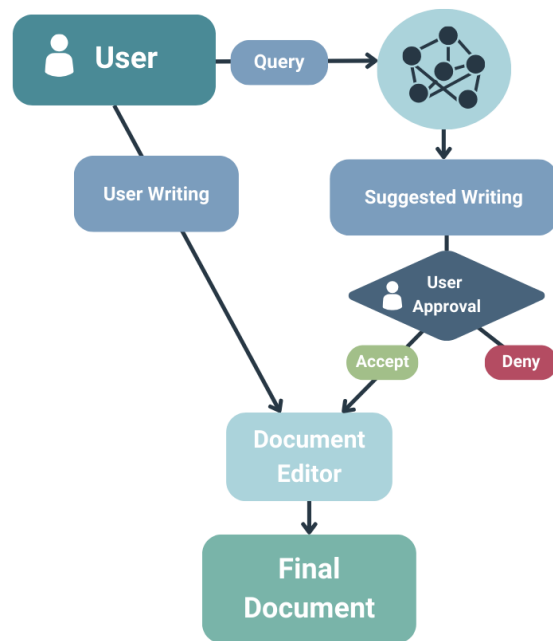 User
Query
User Writing
Suggested Writing
User
Approval
Accept
Deny
Document
Editor
Final
Document